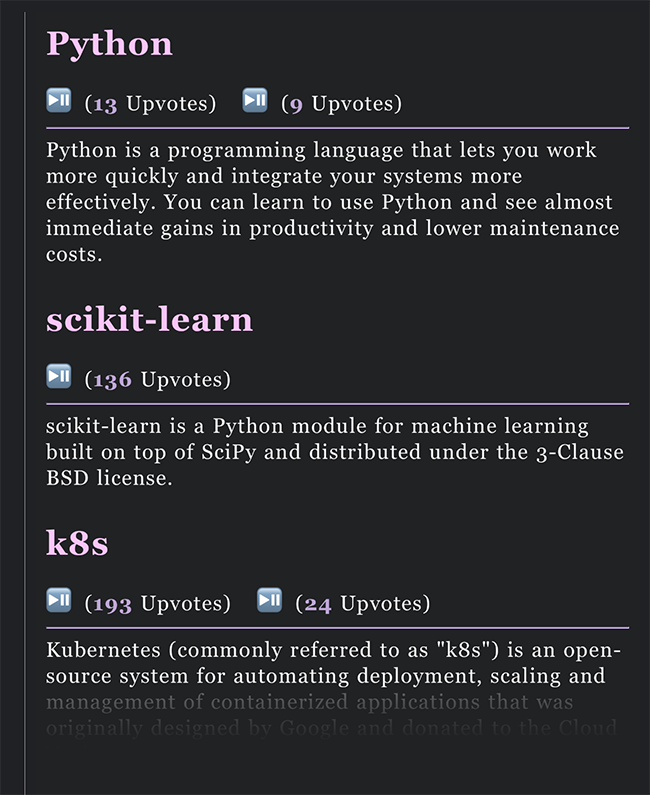 Python
⏯️ (13 Upvotes) ⏯️ (9 Upvotes)
Python is a programming language that lets you work
more quickly and integrate your systems more
effectively. You can learn to use Python and see almost
immediate gains in productivity and lower maintenance
costs.
scikit-learn
⏯️ (136 Upvotes)
scikit-learn is a Python module for machine learning
built on top of SciPy and distributed under the 3-Clause
BSD license.
k8s
⏯️ (193 Upvotes) ⏯️ (24 Upvotes)
Kubernetes (commonly referred to as "k8s") is an open-
source system for automating deployment, scaling and
management of containerized applications that was
originally designed by Google and donated to the Cloud